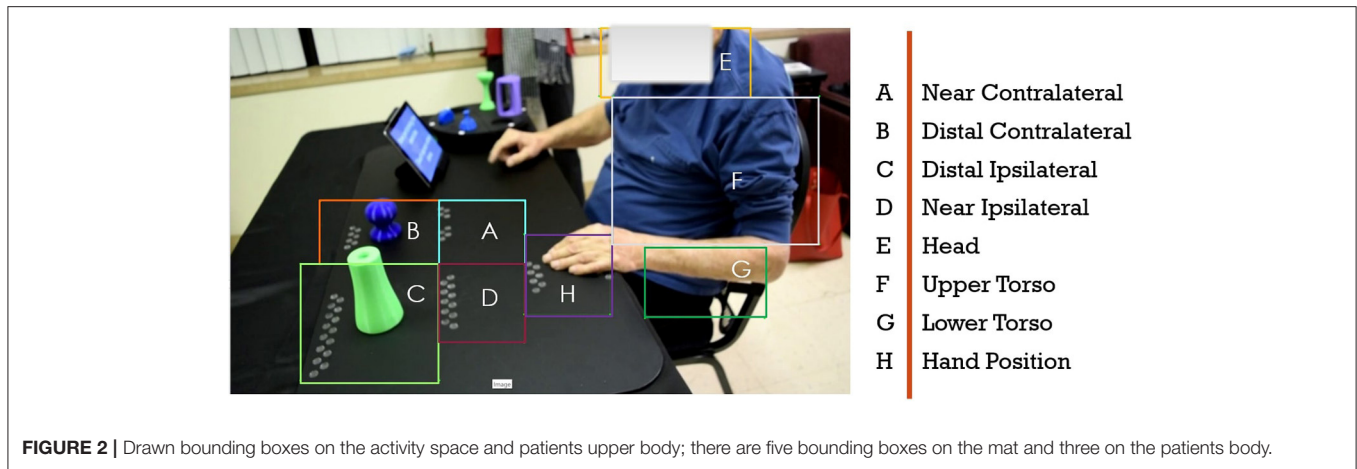 E
F
B
A
G
C
D
H
Image
A Near Contralateral
B Distal Contralateral
C Distal Ipsilateral
D Near Ipsilateral
E Head
F Upper Torso
G Lower Torso
H Hand Position
FIGURE 2 | Drawn bounding boxes on the activity space and patients upper body; there are five bounding boxes on the mat and three on the patients body.